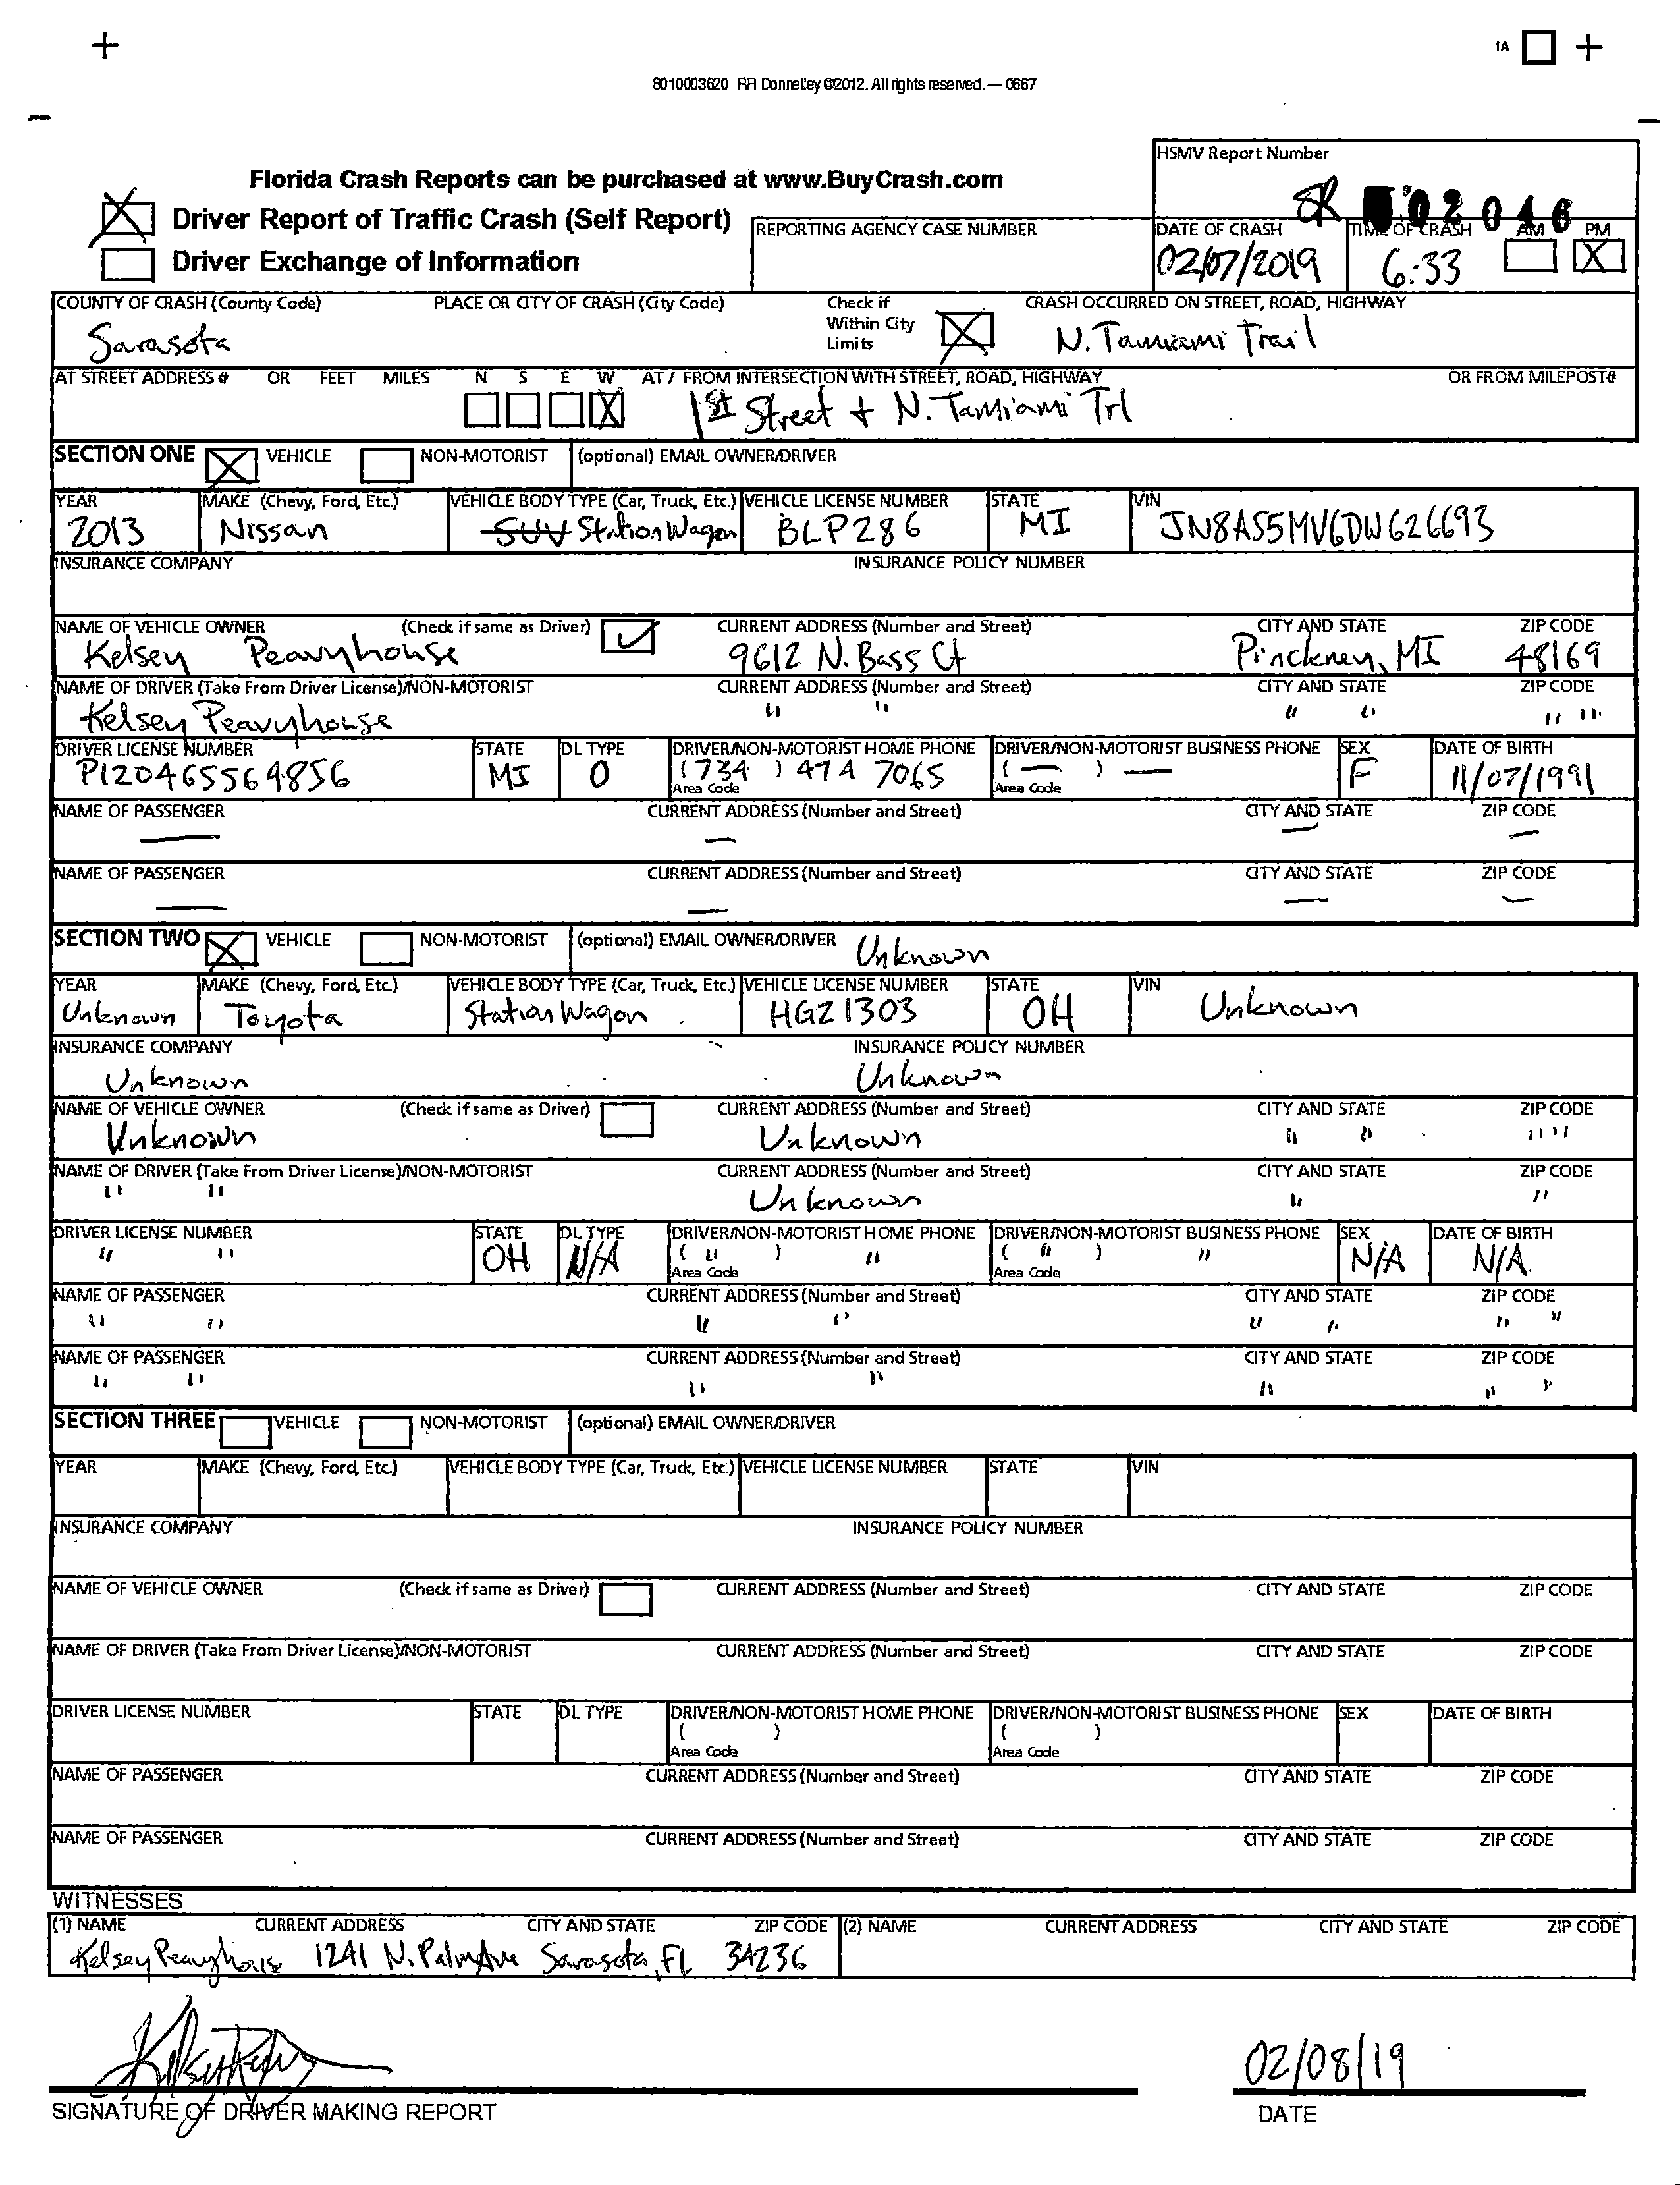 1A
8010003620 RR Donnelley ©2012. All rights reserved. — 0667
HSMV Report Number
Florida Crash Reports can be purchased at www.BuyCrash.com
SR 02046
Driver Report of Traffic Crash (Self Report)
REPORTING AGENCY CASE NUMBER DATE OF CRASH TIME OF CRASH AM PM
Driver Exchange of Information 02/07/2019 6:33 X
COUNTY OF CRASH (County Code) PLACE OR CITY OF CRASH (City Code) Check if Within City Limits CRASH OCCURRED ON STREET, ROAD, HIGHWAY
Sarasota X N. Tamiami Trail
AT STREET ADDRESS # OR FEET MILES N S E W AT / FROM INTERSECTION WITH STREET, ROAD, HIGHWAY OR FROM MILEPOST#
X 1st Street + N. Tamiami Trl
SECTION ONE X VEHICLE NON-MOTORIST (optional) EMAIL OWNER/DRIVER
YEAR MAKE (Chevy, Ford, Etc.) VEHICLE BODY TYPE (Car, Truck, Etc.) VEHICLE LICENSE NUMBER STATE VIN
2013 Nissan SUV Station Wagon BLP286 MI JN8AS5MV6DW626693
INSURANCE COMPANY INSURANCE POLICY NUMBER
NAME OF VEHICLE OWNER (Check if same as Driver) CURRENT ADDRESS (Number and Street) CITY AND STATE ZIP CODE
Kelsey Peavyhouse 9612 N. Bass Ct Pinckney, MI 48169
NAME OF DRIVER (Take From Driver License)/NON-MOTORIST CURRENT ADDRESS (Number and Street) CITY AND STATE ZIP CODE
Kelsey Peavyhouse " " " " " "
DRIVER LICENSE NUMBER STATE DL TYPE DRIVER/NON-MOTORIST HOME PHONE DRIVER/NON-MOTORIST BUSINESS PHONE SEX DATE OF BIRTH
P120465564856 MI O (734) 474 7065 (—) — F 11/07/1991
Area Code Area Code
NAME OF PASSENGER CURRENT ADDRESS (Number and Street) CITY AND STATE ZIP CODE
— — — —
NAME OF PASSENGER CURRENT ADDRESS (Number and Street) CITY AND STATE ZIP CODE
— — — —
SECTION TWO X VEHICLE NON-MOTORIST (optional) EMAIL OWNER/DRIVER Unknown
YEAR MAKE (Chevy, Ford, Etc.) VEHICLE BODY TYPE (Car, Truck, Etc.) VEHICLE LICENSE NUMBER STATE VIN
Unknown Toyota Station Wagon HGZ1303 OH Unknown
INSURANCE COMPANY INSURANCE POLICY NUMBER
Unknown Unknown
NAME OF VEHICLE OWNER (Check if same as Driver) CURRENT ADDRESS (Number and Street) CITY AND STATE ZIP CODE
Unknown Unknown " " " "
NAME OF DRIVER (Take From Driver License)/NON-MOTORIST CURRENT ADDRESS (Number and Street) CITY AND STATE ZIP CODE
" " Unknown " "
DRIVER LICENSE NUMBER STATE DL TYPE DRIVER/NON-MOTORIST HOME PHONE DRIVER/NON-MOTORIST BUSINESS PHONE SEX DATE OF BIRTH
" " OH N/A ( " ) " ( " ) " N/A N/A
Area Code Area Code
NAME OF PASSENGER CURRENT ADDRESS (Number and Street) CITY AND STATE ZIP CODE
" " " " " " " "
NAME OF PASSENGER CURRENT ADDRESS (Number and Street) CITY AND STATE ZIP CODE
" " " " " " "
SECTION THREE VEHICLE NON-MOTORIST (optional) EMAIL OWNER/DRIVER
YEAR MAKE (Chevy, Ford, Etc.) VEHICLE BODY TYPE (Car, Truck, Etc.) VEHICLE LICENSE NUMBER STATE VIN
INSURANCE COMPANY INSURANCE POLICY NUMBER
NAME OF VEHICLE OWNER (Check if same as Driver) CURRENT ADDRESS (Number and Street) CITY AND STATE ZIP CODE
NAME OF DRIVER (Take From Driver License)/NON-MOTORIST CURRENT ADDRESS (Number and Street) CITY AND STATE ZIP CODE
DRIVER LICENSE NUMBER STATE DL TYPE DRIVER/NON-MOTORIST HOME PHONE DRIVER/NON-MOTORIST BUSINESS PHONE SEX DATE OF BIRTH
( ) ( )
Area Code Area Code
NAME OF PASSENGER CURRENT ADDRESS (Number and Street) CITY AND STATE ZIP CODE
NAME OF PASSENGER CURRENT ADDRESS (Number and Street) CITY AND STATE ZIP CODE
WITNESSES
(1) NAME CURRENT ADDRESS CITY AND STATE ZIP CODE (2) NAME CURRENT ADDRESS CITY AND STATE ZIP CODE
Kelsey Peavyhouse 1241 N. Palm Ave Sarasota, FL 34236
02/08/19
SIGNATURE OF DRIVER MAKING REPORT DATE